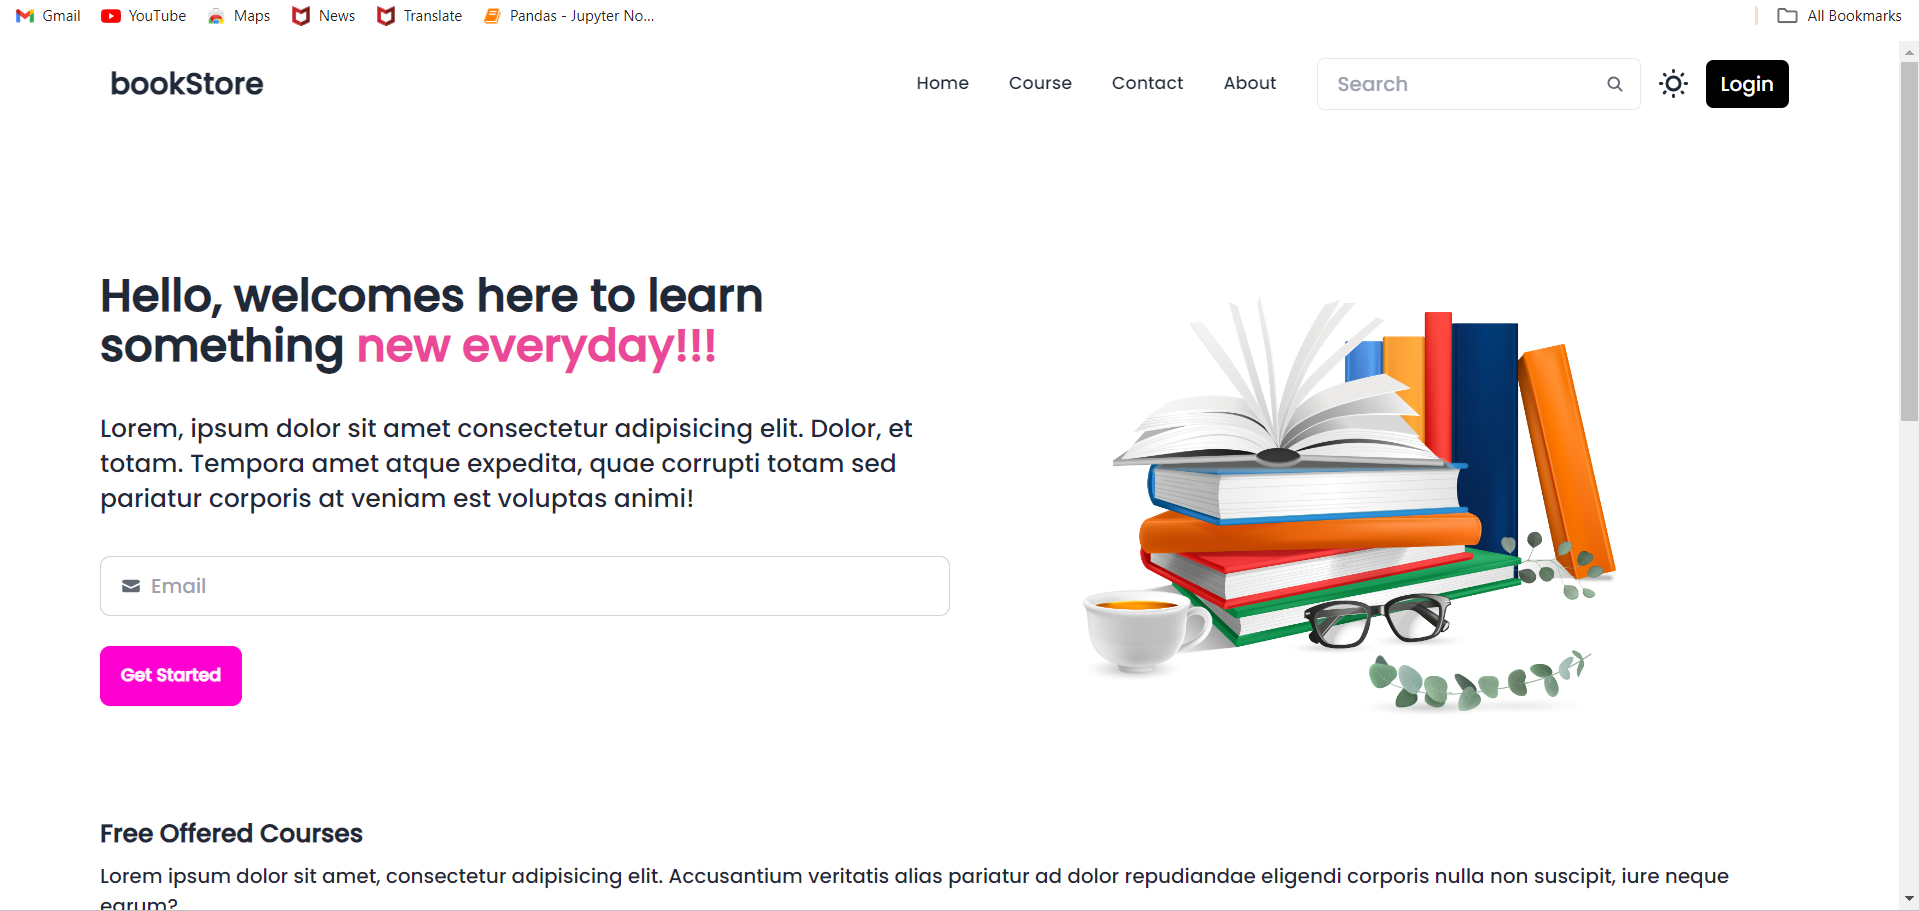 Gmail YouTube Maps News Translate Pandas - Jupyter No... All Bookmarks
bookStore Home Course Contact About Search Login
Hello, welcomes here to learn
something new everyday!!!
Lorem, ipsum dolor sit amet consectetur adipisicing elit. Dolor, et
totam. Tempora amet atque expedita, quae corrupti totam sed
pariatur corporis at veniam est voluptas animi!
Email
Get Started
Free Offered Courses
Lorem ipsum dolor sit amet, consectetur adipisicing elit. Accusantium veritatis alias pariatur ad dolor repudiandae eligendi corporis nulla non suscipit, iure neque
earum?